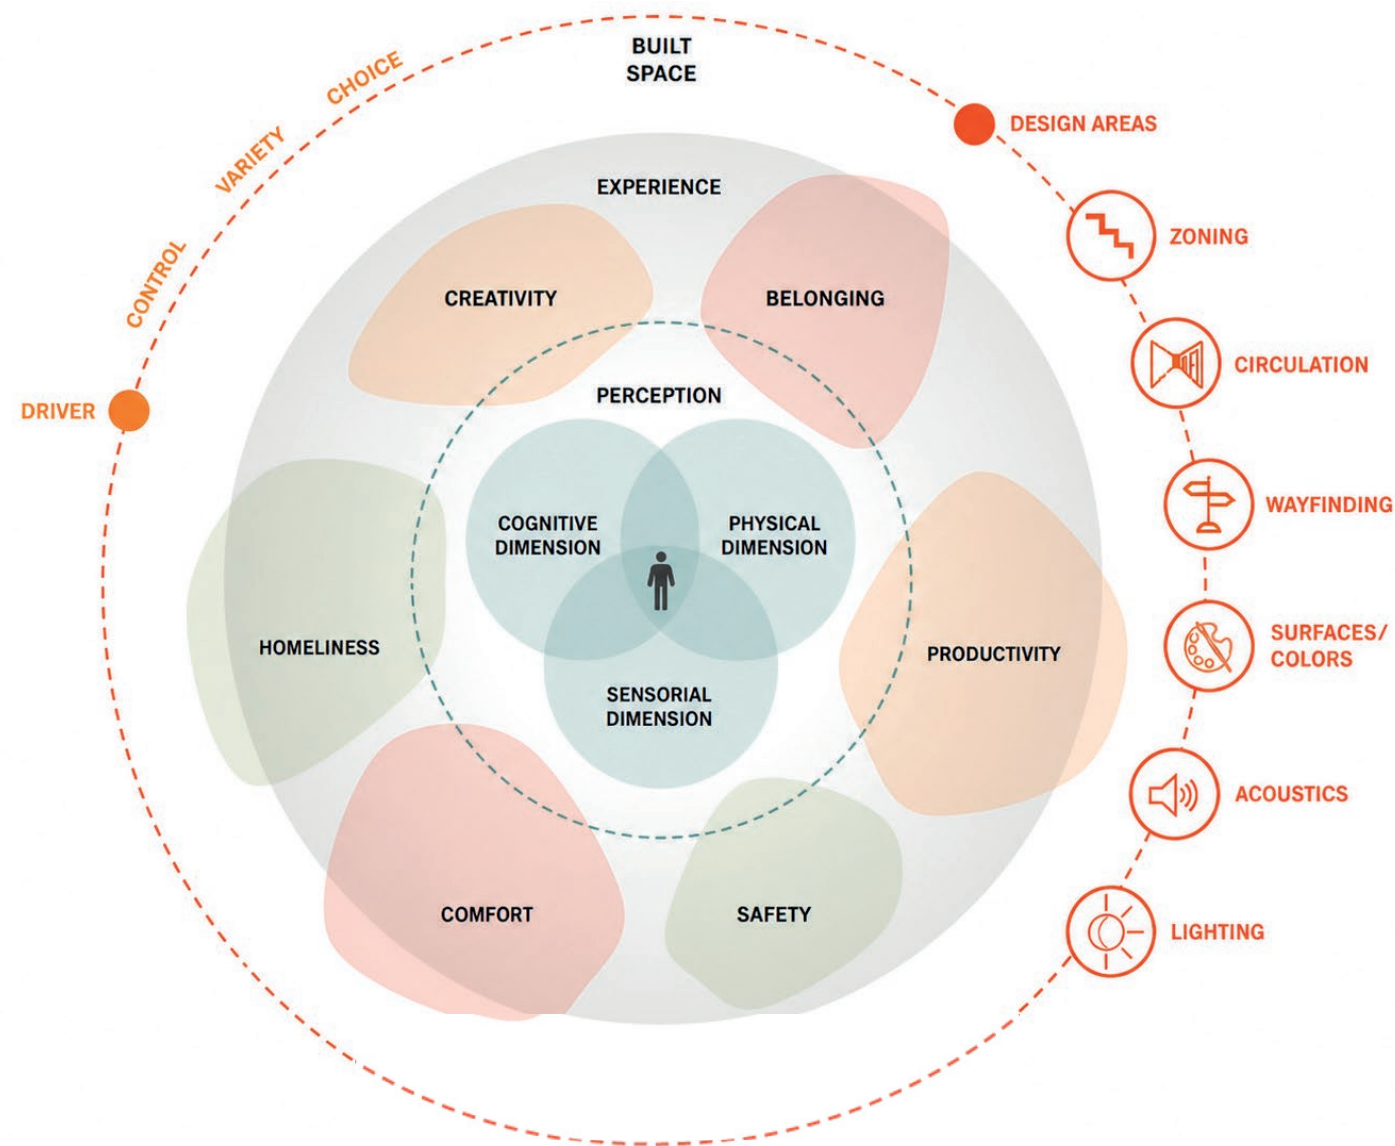 BUILT
SPACE
CHOICE
VARIETY
CONTROL
DRIVER
DESIGN AREAS
ZONING
CIRCULATION
WAYFINDING
SURFACES/
COLORS
ACOUSTICS
LIGHTING
EXPERIENCE
CREATIVITY
BELONGING
PERCEPTION
COGNITIVE
DIMENSION
PHYSICAL
DIMENSION
SENSORIAL
DIMENSION
HOMELINESS
PRODUCTIVITY
COMFORT
SAFETY